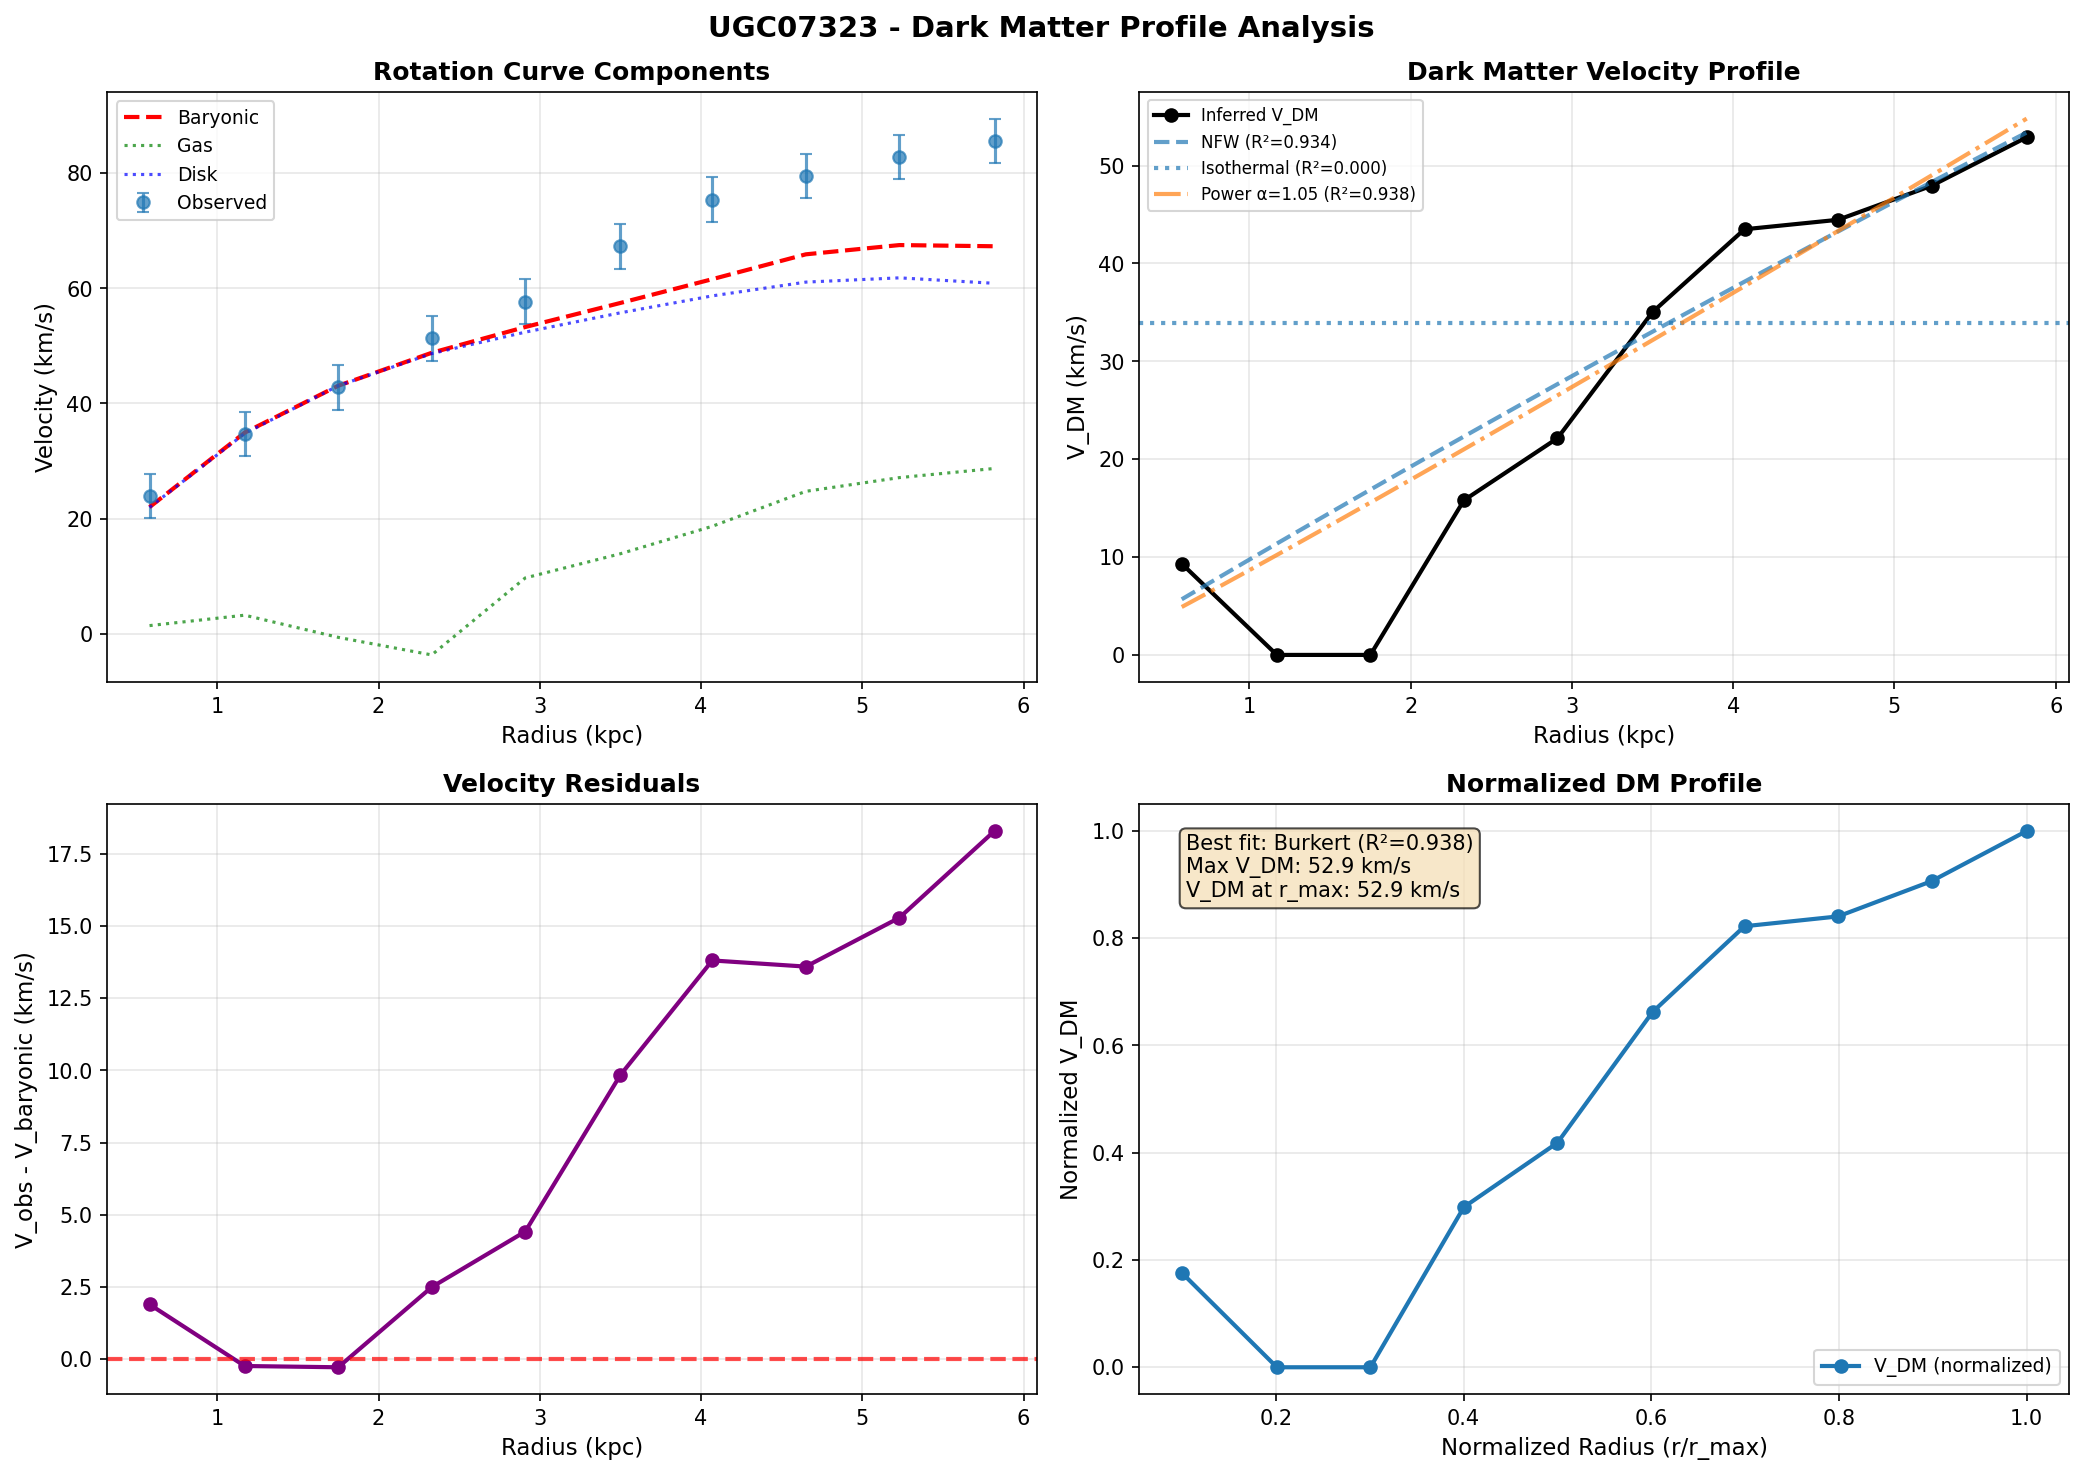 UGC07323 - Dark Matter Profile Analysis
Rotation Curve Components
Baryonic
Gas
Disk
Observed
Velocity (km/s)
80
60
40
20
0
1 2 3 4 5 6
Radius (kpc)
Dark Matter Velocity Profile
Inferred V_DM
NFW (R²=0.934)
Isothermal (R²=0.000)
Power α=1.05 (R²=0.938)
V_DM (km/s)
50
40
30
20
10
0
1 2 3 4 5 6
Radius (kpc)
Velocity Residuals
V_obs - V_baryonic (km/s)
17.5
15.0
12.5
10.0
7.5
5.0
2.5
0.0
1 2 3 4 5 6
Radius (kpc)
Normalized DM Profile
Best fit: Burkert (R²=0.938)
Max V_DM: 52.9 km/s
V_DM at r_max: 52.9 km/s
Normalized V_DM
1.0
0.8
0.6
0.4
0.2
0.0
V_DM (normalized)
0.2 0.4 0.6 0.8 1.0
Normalized Radius (r/r_max)